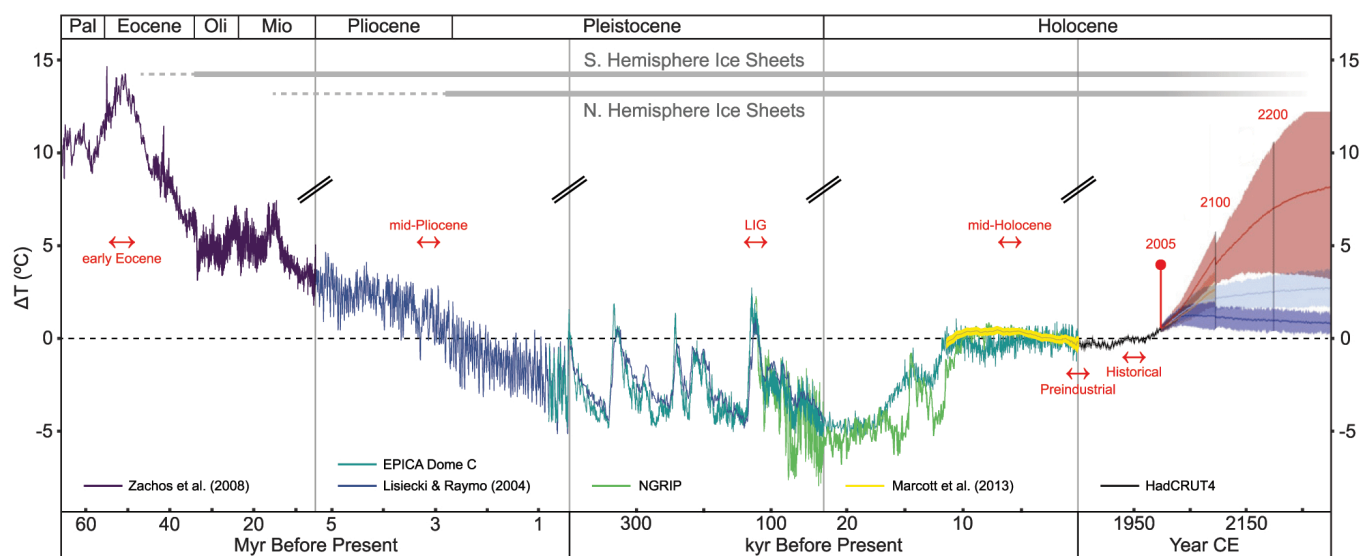 Pal Eocene Oli Mio Pliocene Pleistocene Holocene
15 S. Hemisphere Ice Sheets 15
N. Hemisphere Ice Sheets
2200
10 10
2100
mid-Pliocene LIG mid-Holocene
2005
5 early Eocene 5
ΔT (ºC)
0 0
Historical
Preindustrial
-5 -5
EPICA Dome C
Zachos et al. (2008) Lisiecki & Raymo (2004) NGRIP Marcott et al. (2013) HadCRUT4
60 40 20 5 3 1 300 100 20 10 1950 2150
Myr Before Present kyr Before Present Year CE